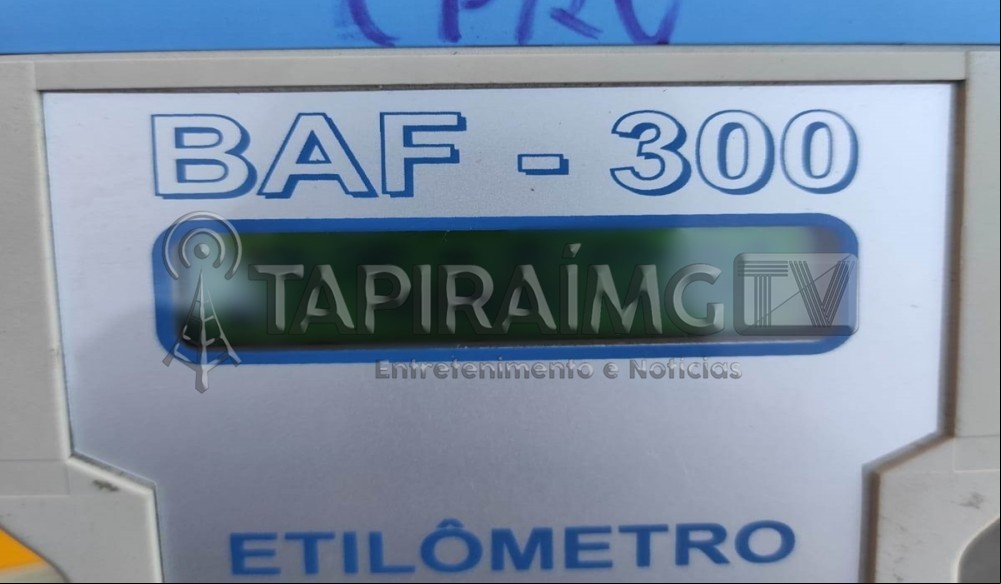 BAF - 300
TAPIRAÍMG TV
Entretenimento e Notícias
ETILÔMETRO